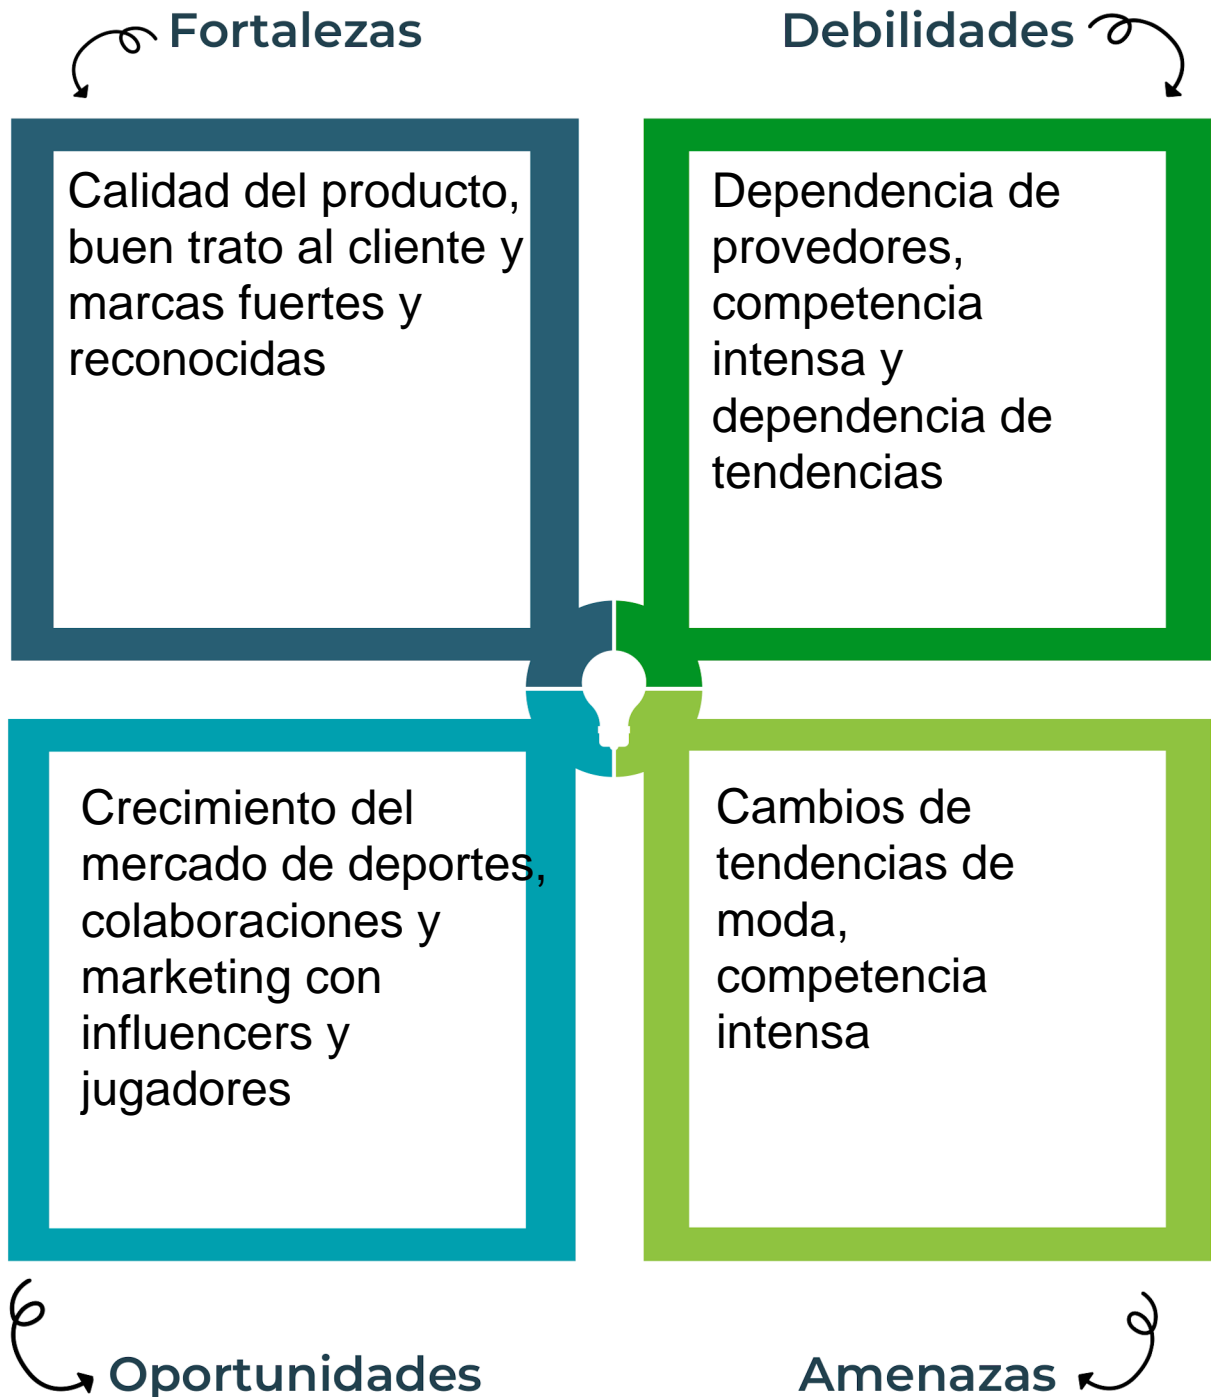 Fortalezas
Calidad del producto,
buen trato al cliente y
marcas fuertes y
reconocidas
Debilidades
Dependencia de
provedores,
competencia
intensa y
dependencia de
tendencias
Crecimiento del
mercado de deportes,
colaboraciones y
marketing con
influencers y
jugadores
Oportunidades
Cambios de
tendencias de
moda,
competencia
intensa
Amenazas